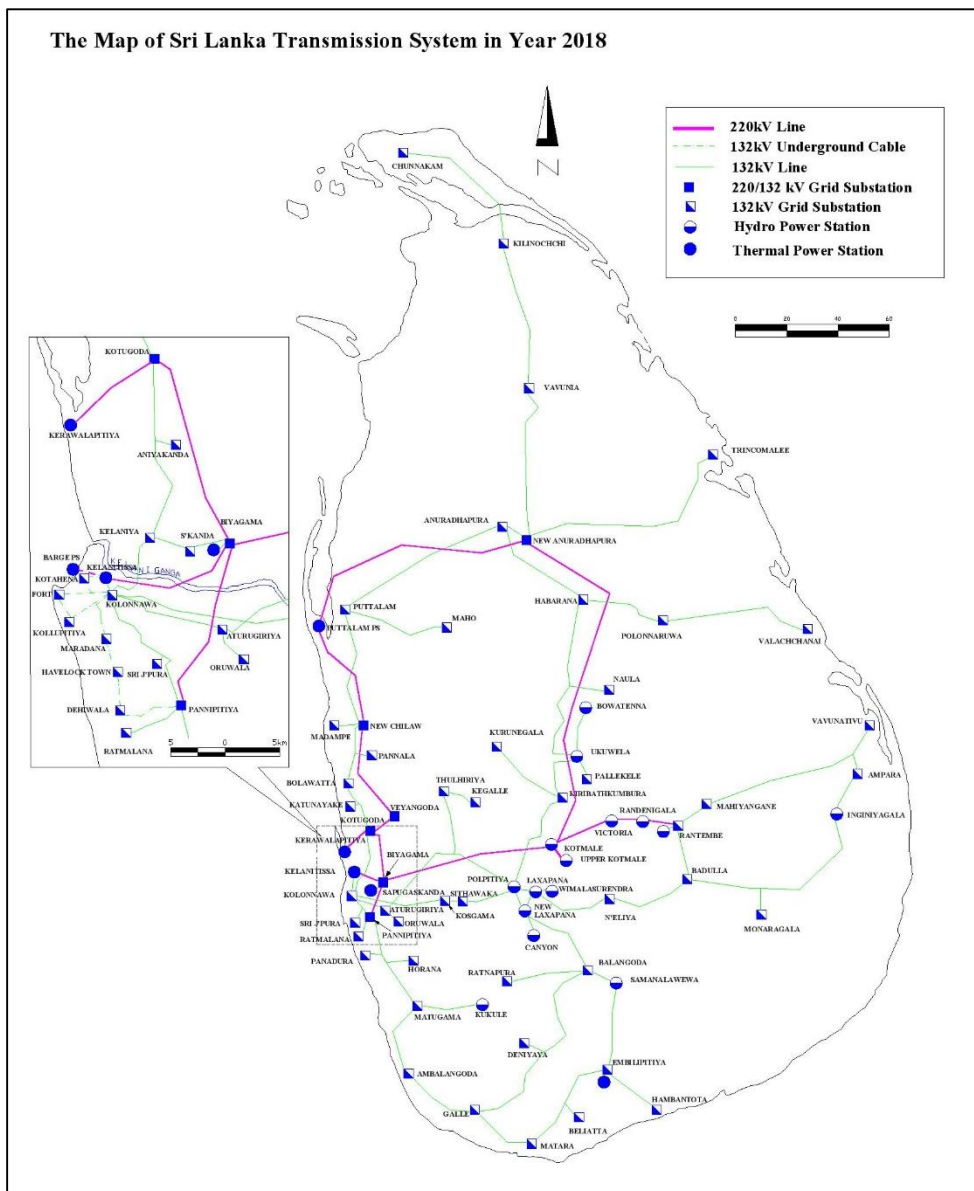 The Map of Sri Lanka Transmission System in Year 2018
N
220kV Line
132kV Underground Cable
132kV Line
220/132 kV Grid Substation
132kV Grid Substation
Hydro Power Station
Thermal Power Station
0 20 40 60
CHUNNAKAM
KILINOCHCHI
VAVUNIA
TRINCOMALEE
ANURADHAPURA
NEW ANURADHAPURA
HABARANA
PUTTALAM
PUTTALAM PS
MAHO
POLONNARUWA
VALACHCHANAI
NAULA
BOWATENNA
NEW CHILAW
MADAMPE
KURUNEGALA
VAVUNATIVU
PANNALA
UKUWELA
PALLEKELE
AMPARA
BOLAWATTA
THULHIRIYA
KEGALLE
KIRIBATHKUMBURA
MAHIYANGANE
KATUNAYAKE
VEYANGODA
RANDENIGALA
INGINIYAGALA
KOTUGODA
VICTORIA
RANTEMBE
KERAWALAPITIYA
BIYAGAMA
KOTMALE
UPPER KOTMALE
KELANITISSA
POLPITIYA
LAXAPANA
WIMALASURENDRA
BADULLA
SAPUGASKANDA
SITHAWAKA
KOLONNAWA
KOSGAMA
N'ELIYA
ATURUGIRIYA
NEW
LAXAPANA
MONARAGALA
SRI J'PURA
ORUWALA
RATMALANA
PANNIPITIYA
CANYON
PANADURA
HORANA
RATNAPURA
BALANGODA
SAMANALAWEWA
MATUGAMA
KUKULE
DENIYAYA
EMBILIPITIYA
AMBALANGODA
HAMBANTOTA
GALLE
BELIATTA
MATARA
KOTUGODA
KERAWALAPITIYA
ANIYAKANDA
KELANIYA
S'KANDA
BIYAGAMA
BARGE PS
KELANITISSA
KELANI GANGA
KOTAHENA
FORT
KOLONNAWA
KOLLUPITIYA
MARADANA
ATURUGIRIYA
HAVELOCK TOWN
SRI J'PURA
ORUWALA
DEHIWALA
PANNIPITIYA
RATMALANA
5 0 5km